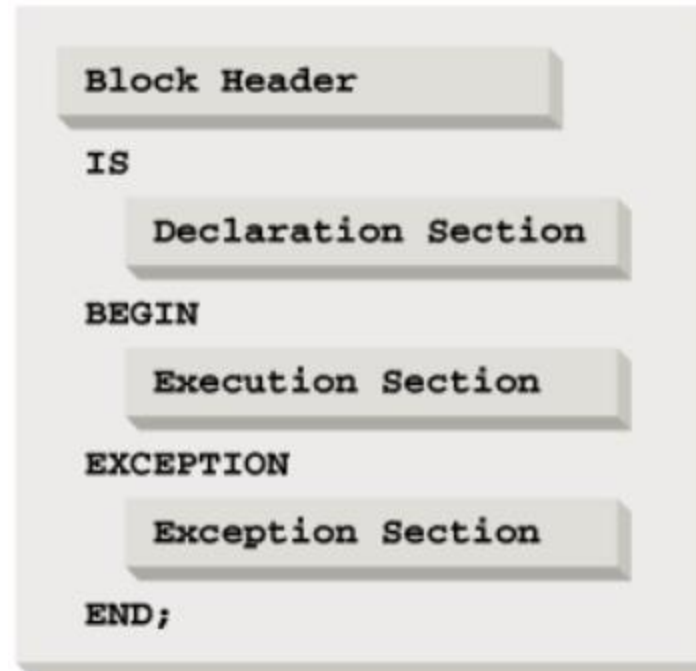 Block Header
IS
Declaration Section
BEGIN
Execution Section
EXCEPTION
Exception Section
END;